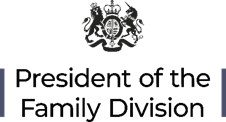 President of the
Family Division